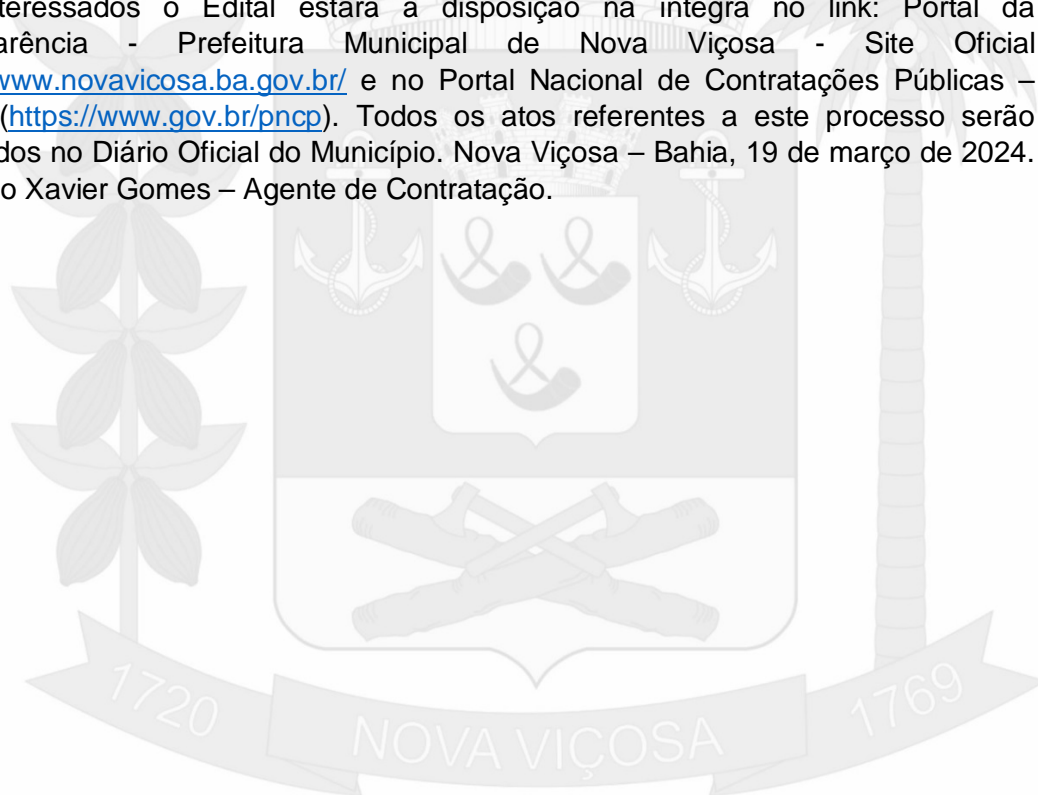 nteressados o Edital estará à disposição na íntegra no link: Portal da
arência - Prefeitura Municipal de Nova Viçosa - Site Oficial
www.novavicosa.ba.gov.br/ e no Portal Nacional de Contratações Públicas –
(https://www.gov.br/pncp). Todos os atos referentes a este processo serão
dos no Diário Oficial do Município. Nova Viçosa – Bahia, 19 de março de 2024.
o Xavier Gomes – Agente de Contratação.
1720
NOVA VIÇOSA
1769